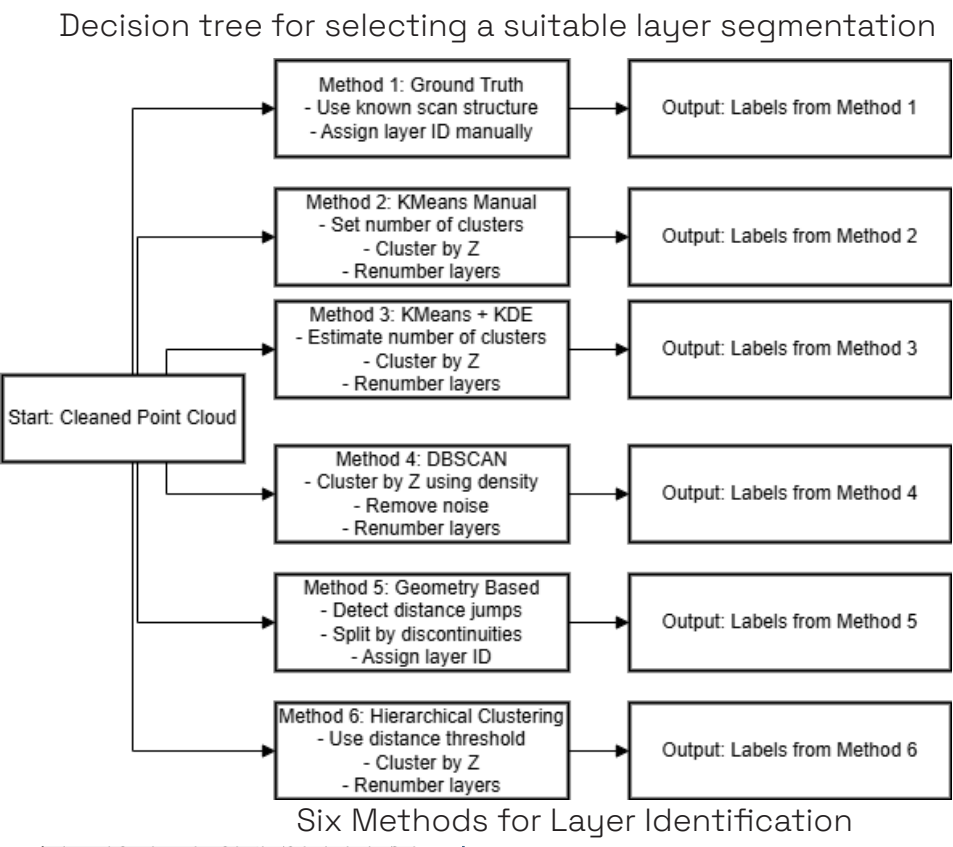 Decision tree for selecting a suitable layer segmentation
Method 1: Ground Truth
- Use known scan structure
- Assign layer ID manually
Output: Labels from Method 1
Method 2: KMeans Manual
- Set number of clusters
- Cluster by Z
- Renumber layers
Output: Labels from Method 2
Method 3: KMeans + KDE
- Estimate number of clusters
- Cluster by Z
- Renumber layers
Output: Labels from Method 3
Start: Cleaned Point Cloud
Method 4: DBSCAN
- Cluster by Z using density
- Remove noise
- Renumber layers
Output: Labels from Method 4
Method 5: Geometry Based
- Detect distance jumps
- Split by discontinuities
- Assign layer ID
Output: Labels from Method 5
Method 6: Hierarchical Clustering
- Use distance threshold
- Cluster by Z
- Renumber layers
Output: Labels from Method 6
Six Methods for Layer Identification